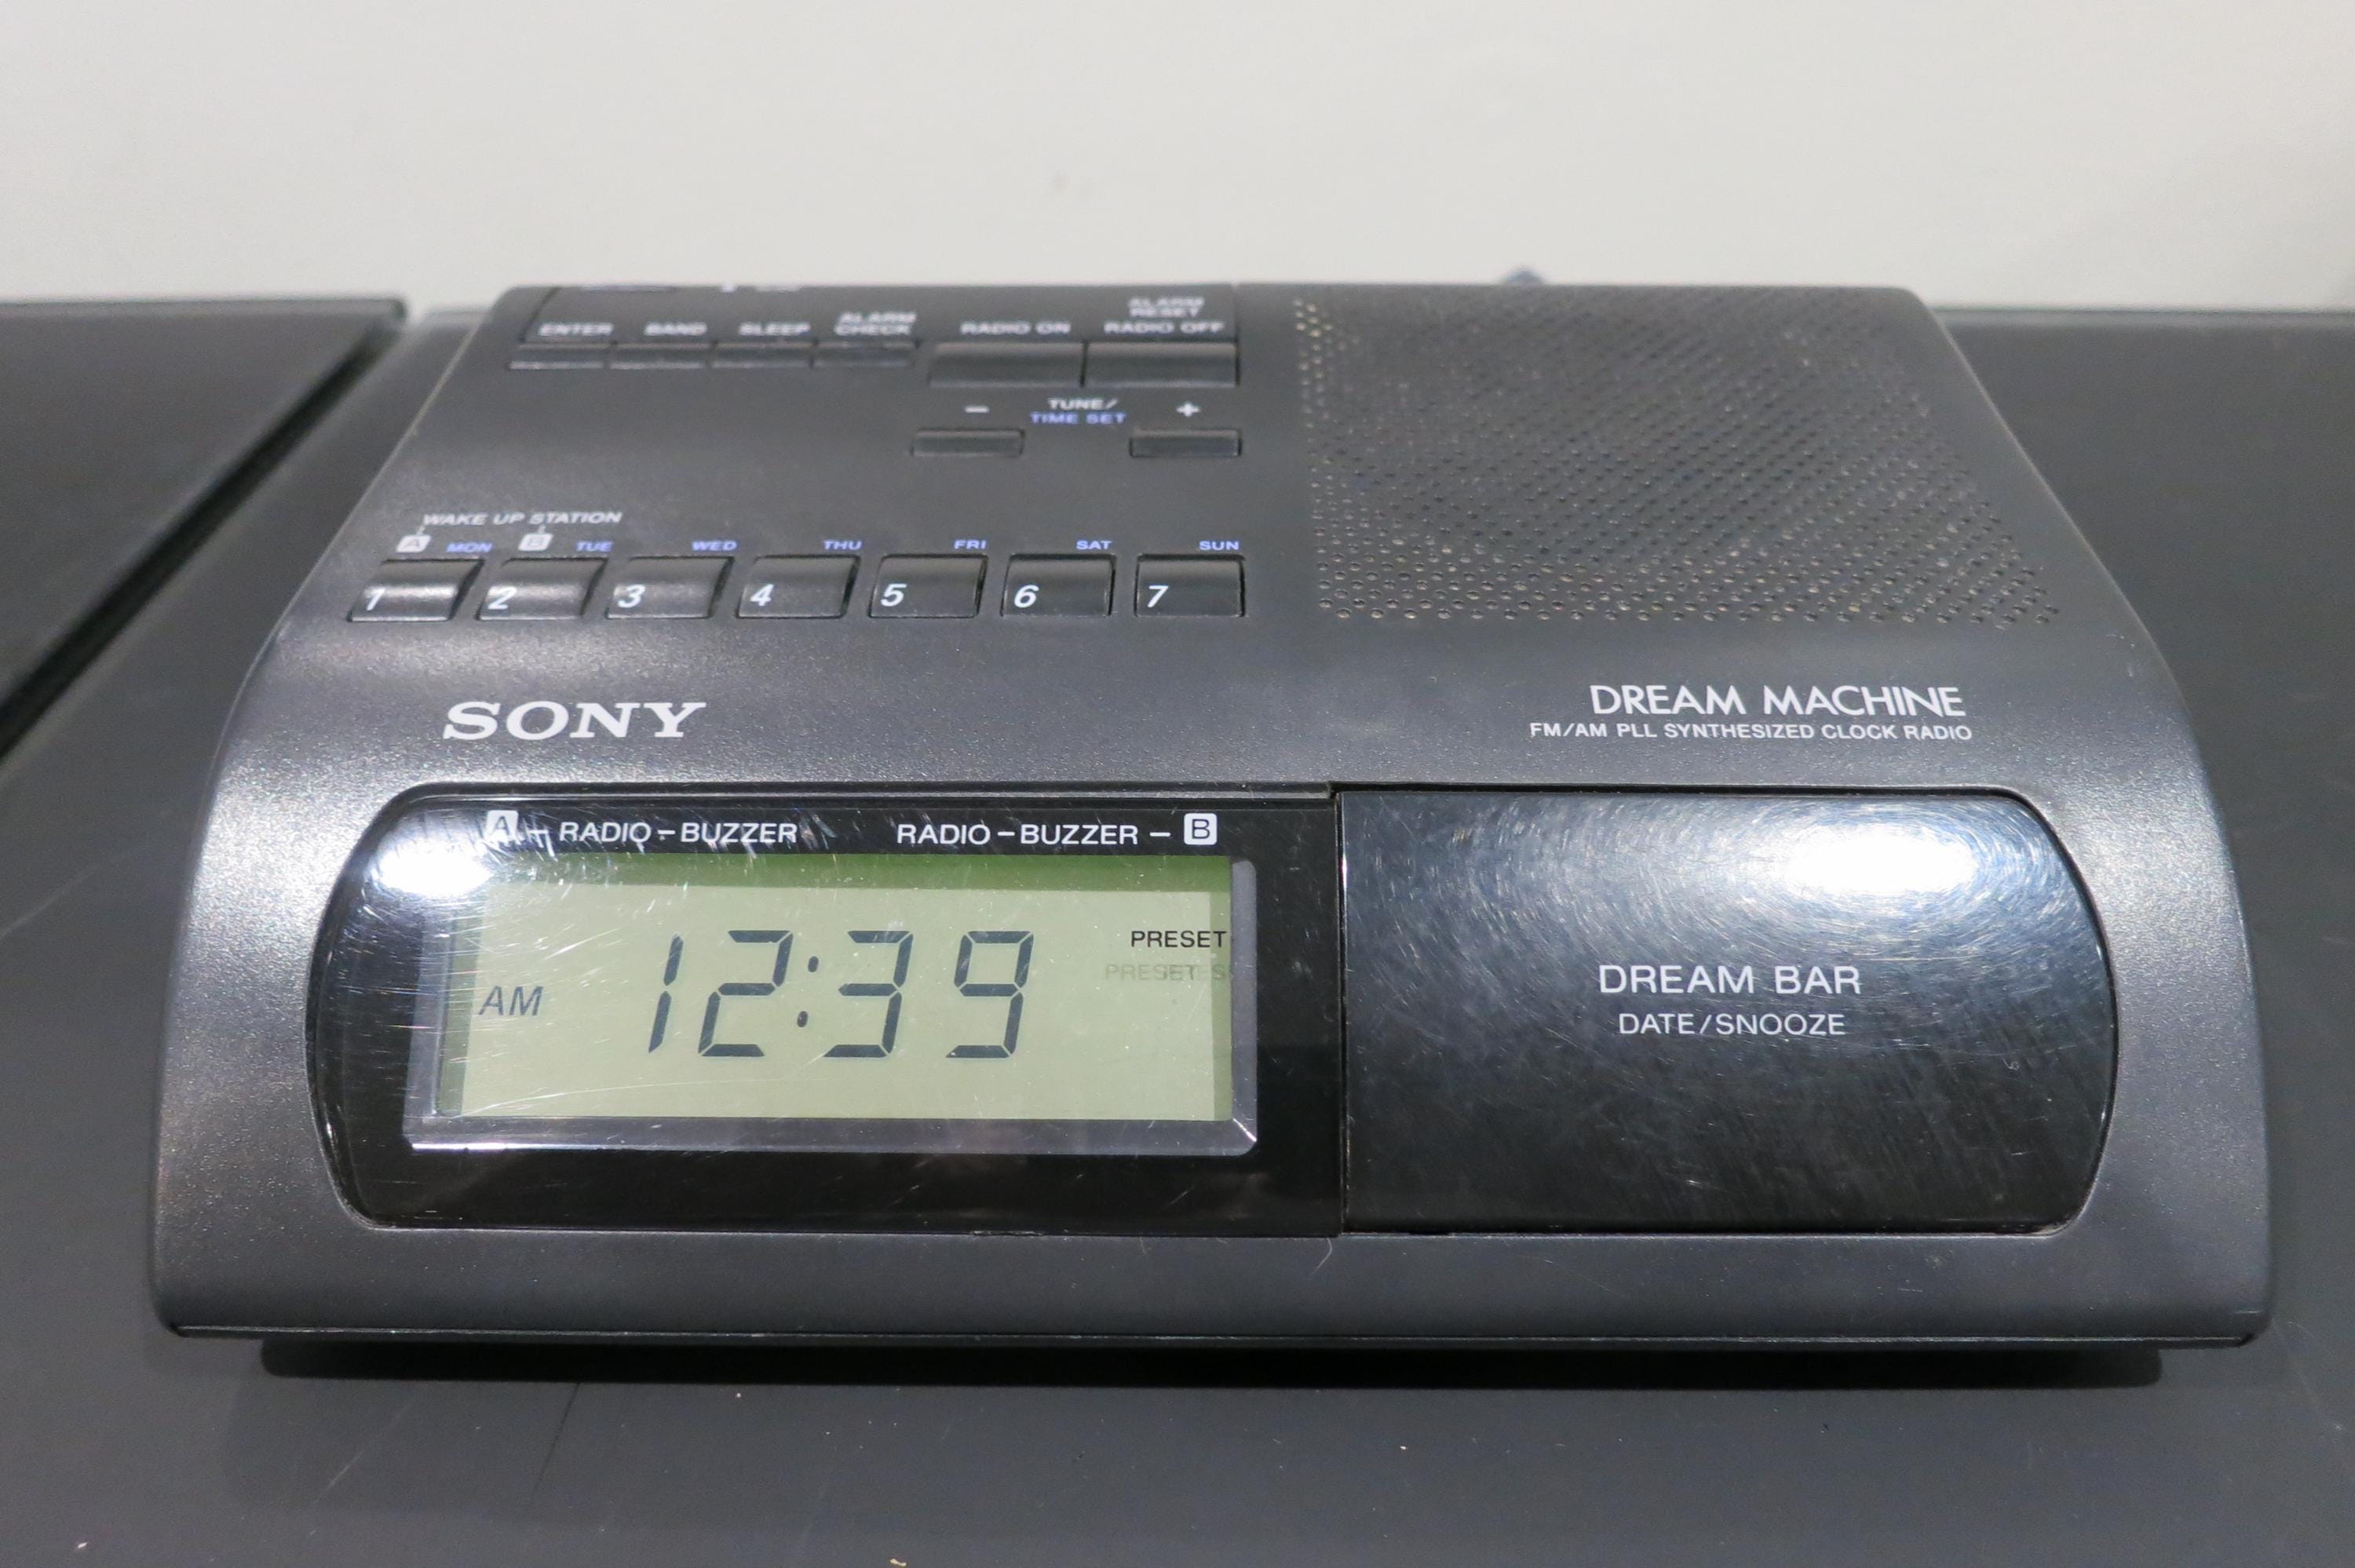 ENTER BAND SLEEP ALARM CHECK RADIO ON ALARM RESET RADIO OFF
− TUNE/ +
TIME SET
WAKE UP STATION
A MON B TUE WED THU FRI SAT SUN
1 2 3 4 5 6 7
SONY
DREAM MACHINE
FM/AM PLL SYNTHESIZED CLOCK RADIO
A – RADIO – BUZZER RADIO – BUZZER – B
AM 12:39 PRESET
PRESET
DREAM BAR
DATE/SNOOZE